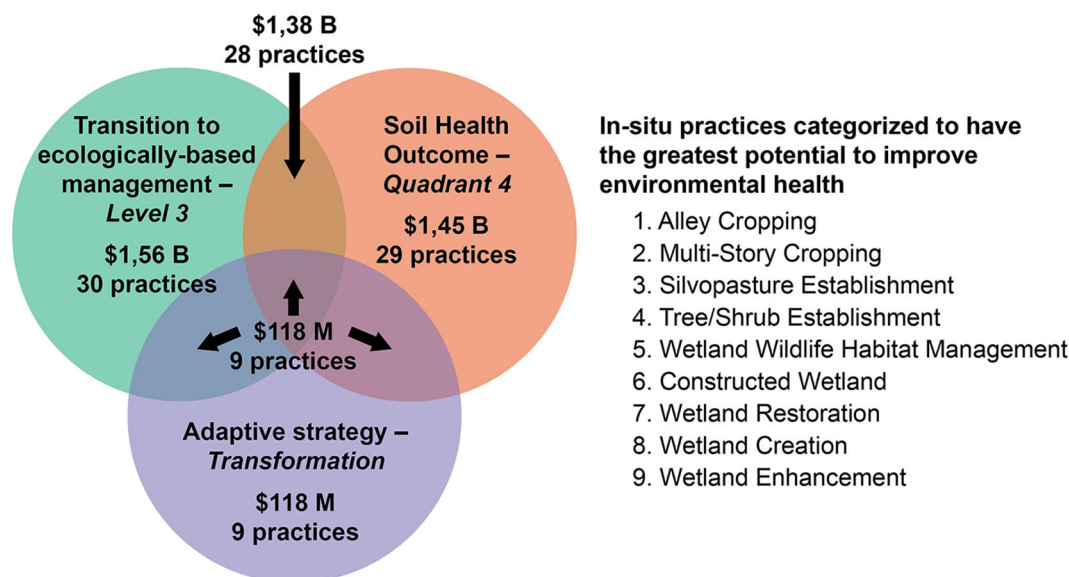 $1,38 B
28 practices
Transition to
ecologically-based
management –
Level 3
$1,56 B
30 practices
Soil Health
Outcome –
Quadrant 4
$1,45 B
29 practices
$118 M
9 practices
Adaptive strategy –
Transformation
$118 M
9 practices
In-situ practices categorized to have
the greatest potential to improve
environmental health
1. Alley Cropping
2. Multi-Story Cropping
3. Silvopasture Establishment
4. Tree/Shrub Establishment
5. Wetland Wildlife Habitat Management
6. Constructed Wetland
7. Wetland Restoration
8. Wetland Creation
9. Wetland Enhancement